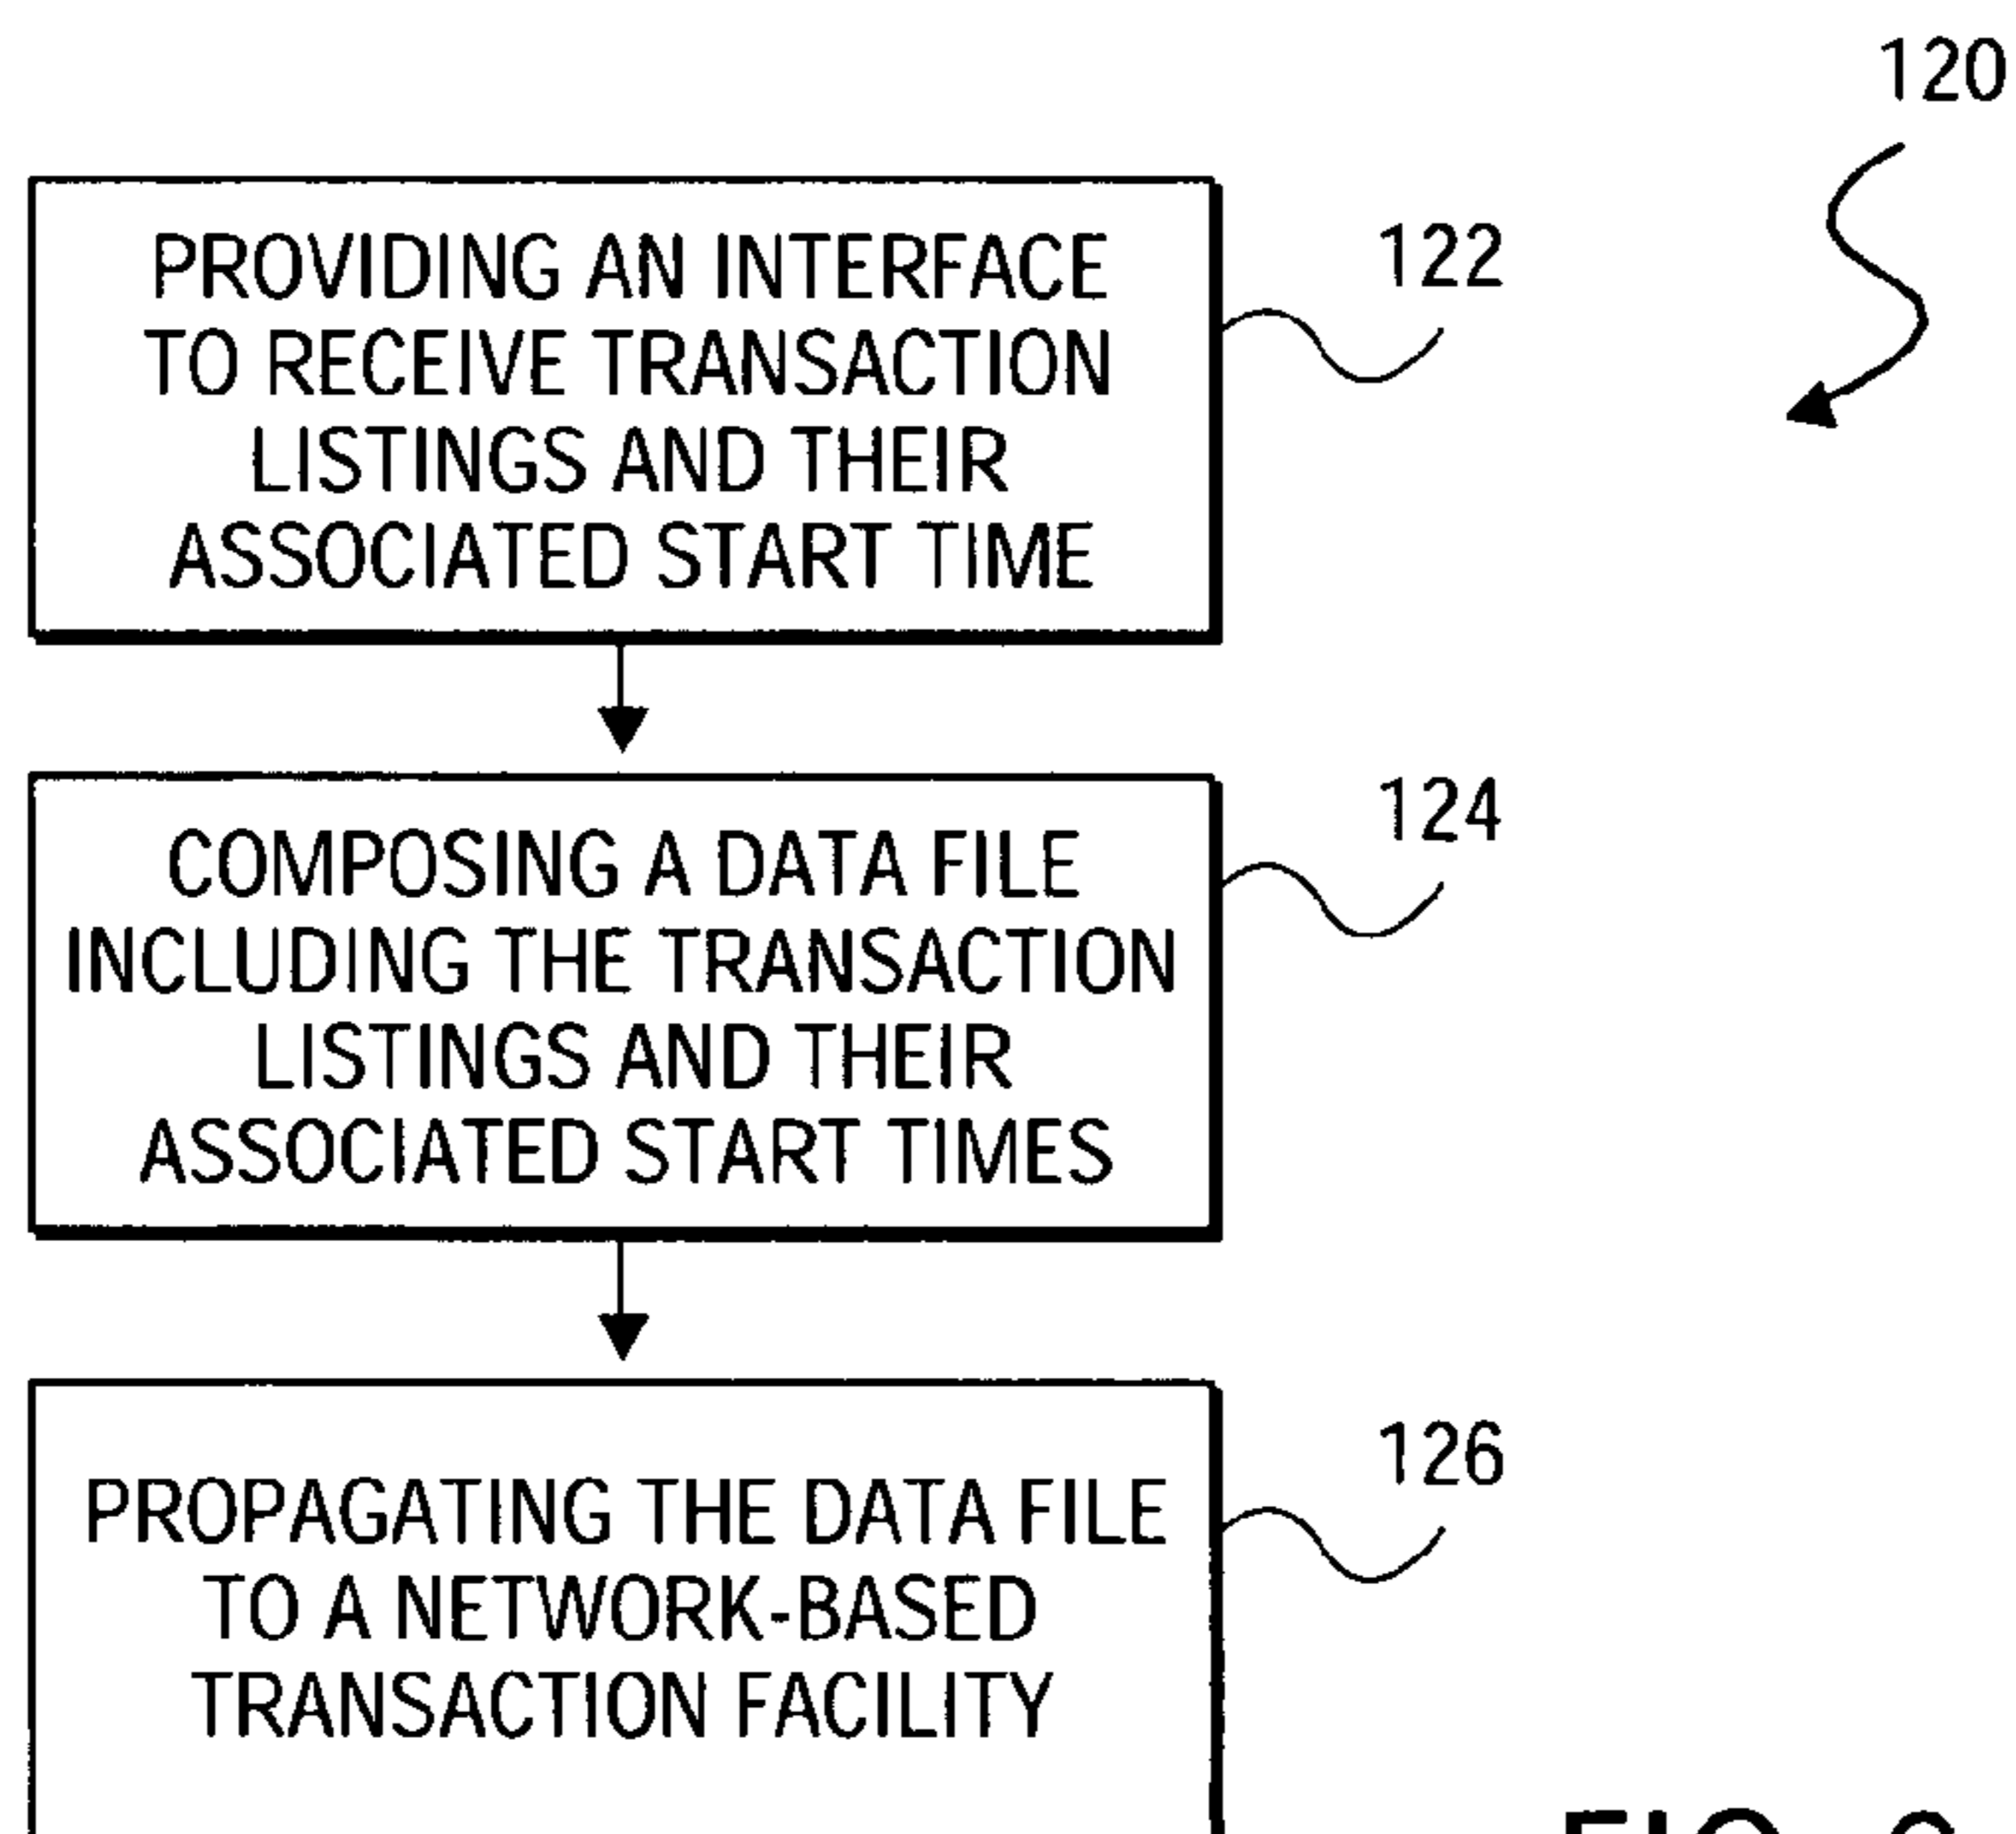 120
PROVIDING AN INTERFACE
TO RECEIVE TRANSACTION
LISTINGS AND THEIR
ASSOCIATED START TIME
122
COMPOSING A DATA FILE
INCLUDING THE TRANSACTION
LISTINGS AND THEIR
ASSOCIATED START TIMES
124
PROPAGATING THE DATA FILE
TO A NETWORK-BASED
TRANSACTION FACILITY
126